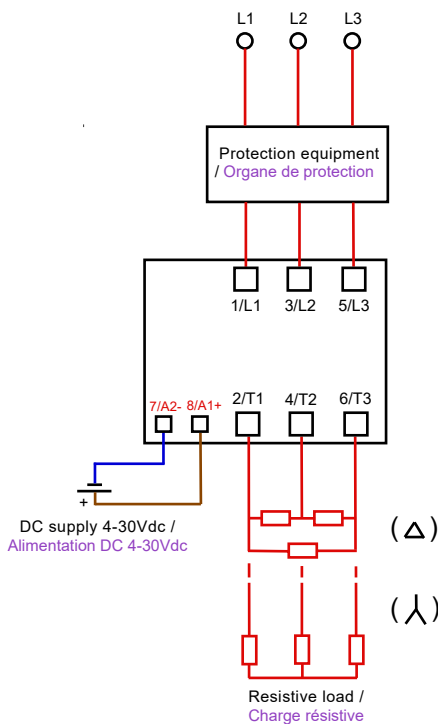 L1 L2 L3
Protection equipment
/ Organe de protection
1/L1 3/L2 5/L3
7/A2- 8/A1+ 2/T1 4/T2 6/T3
+
DC supply 4-30Vdc /
Alimentation DC 4-30Vdc
(△)
(⅄)
Resistive load /
Charge résistive